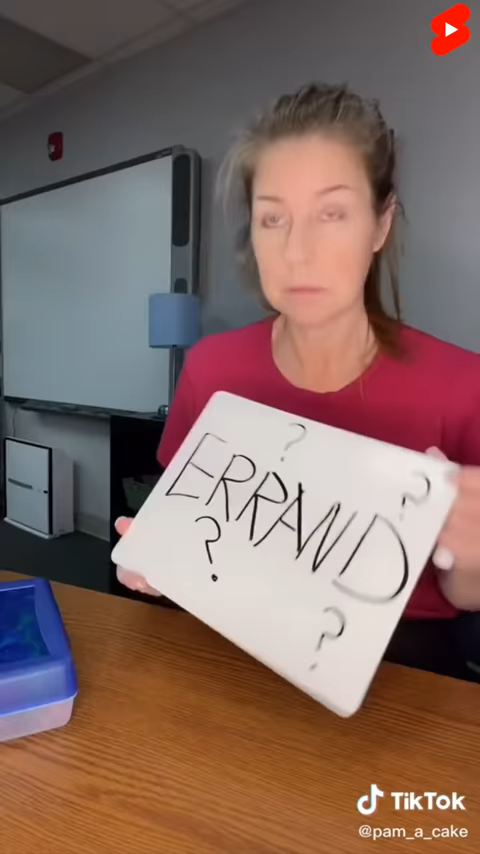 ?
ERRAND
? ?
?
TikTok
@pam_a_cake